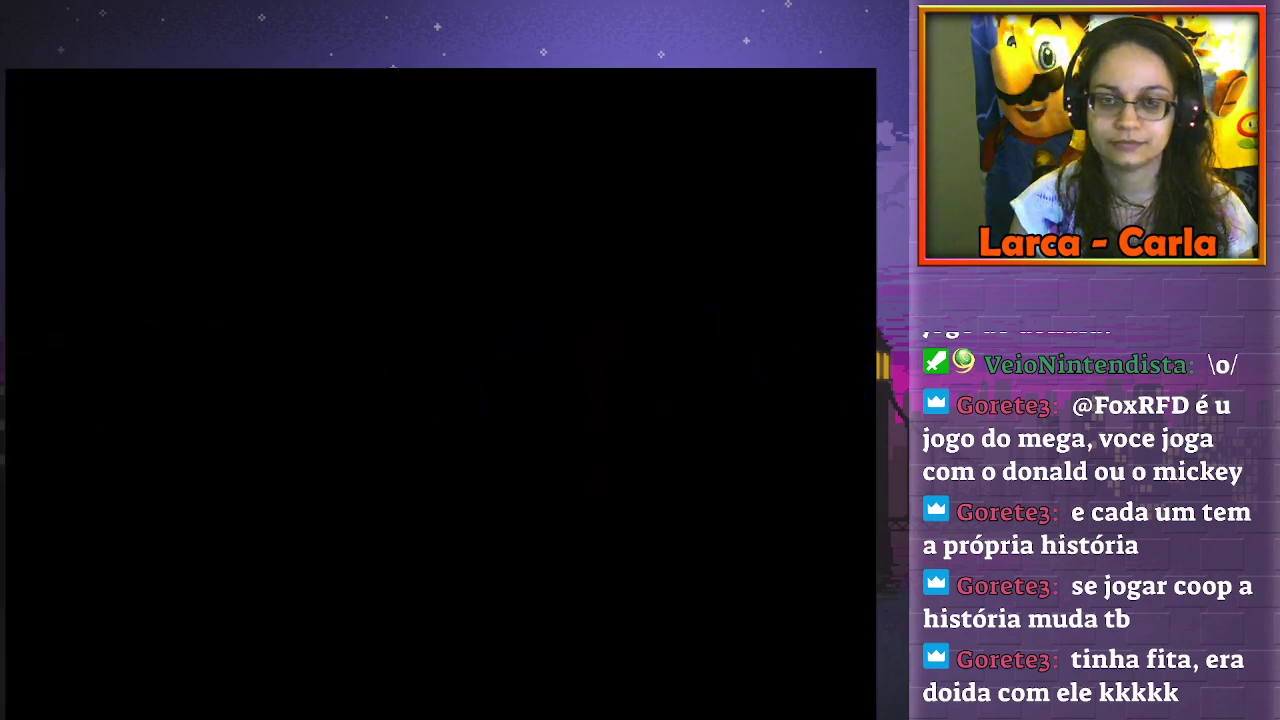 Larca - Carla
VeioNintendista: \o/
Gorete3: @FoxRFD é u
jogo do mega, voce joga
com o donald ou o mickey
Gorete3: e cada um tem
a própria história
Gorete3: se jogar coop a
história muda tb
Gorete3: tinha fita, era
doida com ele kkkkk